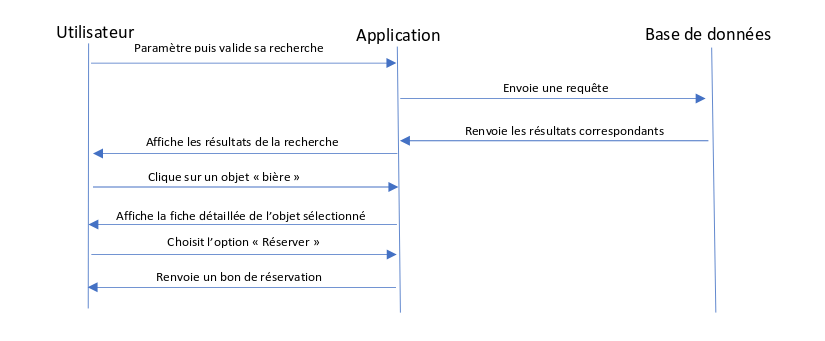 Utilisateur
Application
Base de données
Paramètre puis valide sa recherche
Envoie une requête
Renvoie les résultats correspondants
Affiche les résultats de la recherche
Clique sur un objet « bière »
Affiche la fiche détaillée de l’objet sélectionné
Choisit l’option « Réserver »
Renvoie un bon de réservation